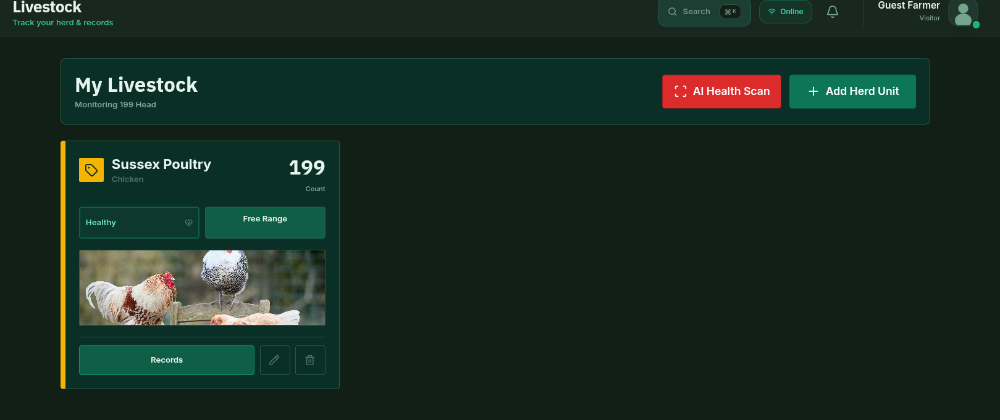 Livestock
Track your herd & records
Search ⌘ K
Online
Guest Farmer
Visitor
My Livestock
Monitoring 199 Head
AI Health Scan
Add Herd Unit
Sussex Poultry
Chicken
199
Count
Healthy
Free Range
Records